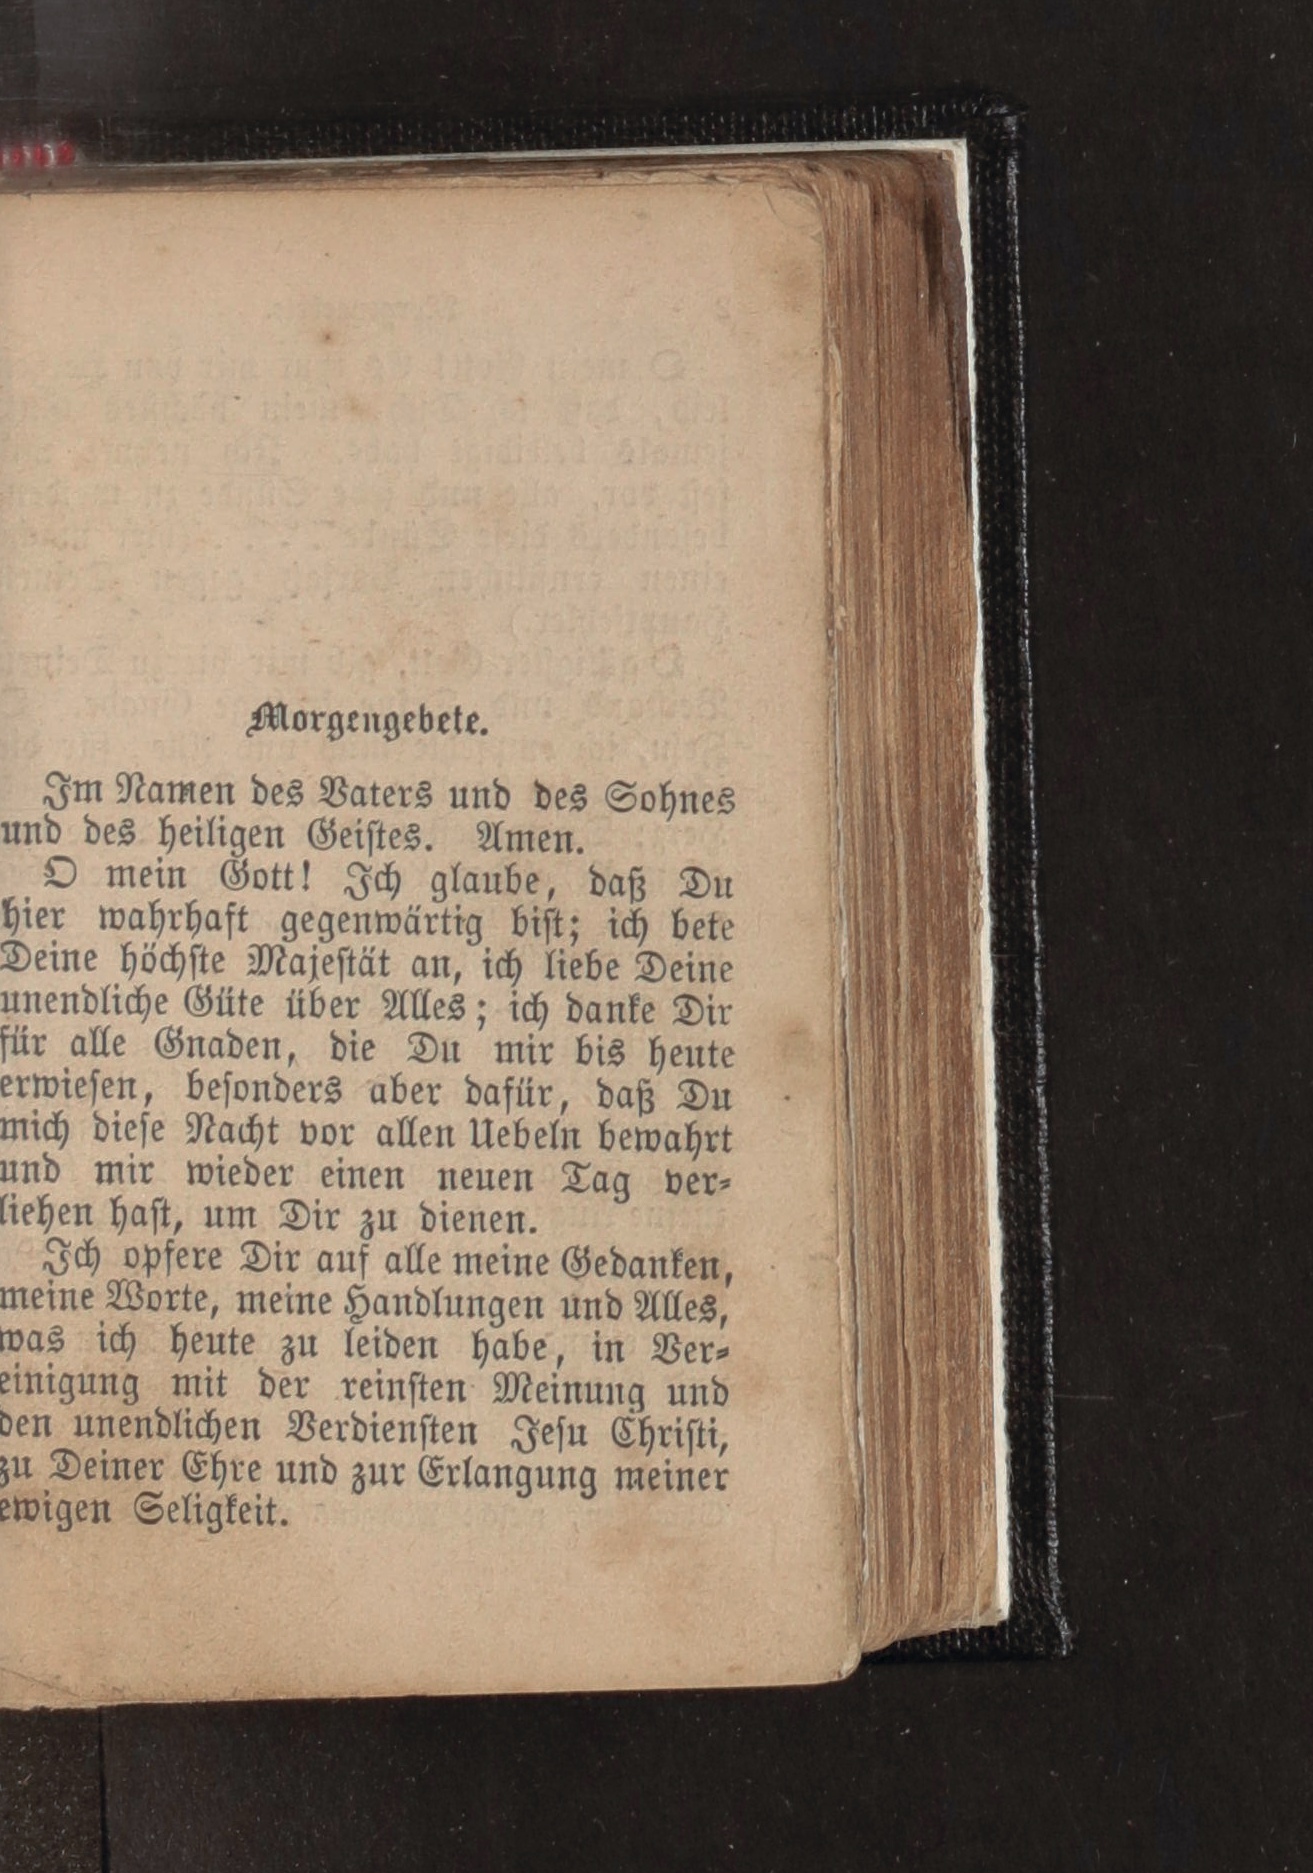 Morgengebete.
Im Namen des Vaters und des Sohnes
und des heiligen Geistes. Amen.
O mein Gott! Ich glaube, daß Du
hier wahrhaft gegenwärtig bist; ich bete
Deine höchste Majestät an, ich liebe Deine
unendliche Güte über Alles; ich danke Dir
für alle Gnaden, die Du mir bis heute
erwiesen, besonders aber dafür, daß Du
mich diese Nacht vor allen Uebeln bewahrt
und mir wieder einen neuen Tag ver-
liehen hast, um Dir zu dienen.
Ich opfere Dir auf alle meine Gedanken,
meine Worte, meine Handlungen und Alles,
was ich heute zu leiden habe, in Ver-
einigung mit der reinsten Meinung und
den unendlichen Verdiensten Jesu Christi,
zu Deiner Ehre und zur Erlangung meiner
ewigen Seligkeit.